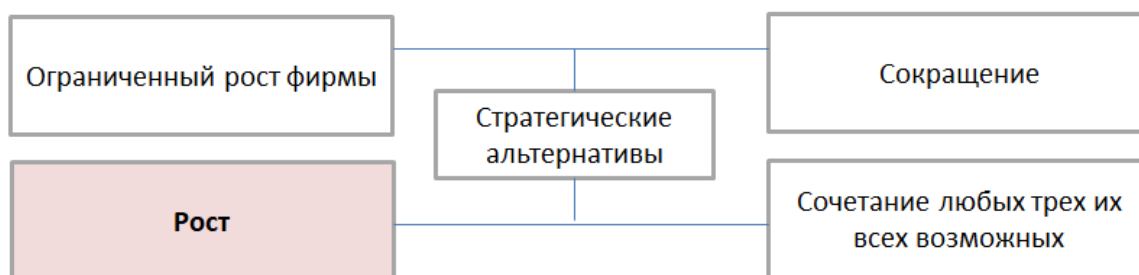 Ограниченный рост фирмы
Сокращение
Стратегические
альтернативы
Рост
Сочетание любых трех их
всех возможных